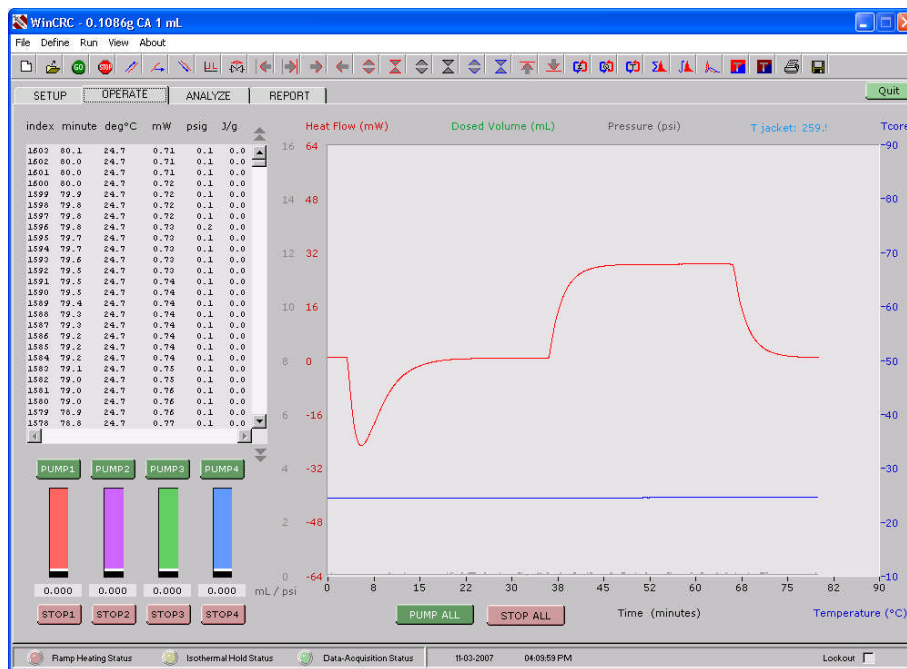 WinCRC - 0.1086g CA 1 mL
File Define Run View About
SETUP OPERATE ANALYZE REPORT Quit
index minute deg°C mW psig J/g
1603 80.1 24.7 0.71 0.1 0.0
1602 80.0 24.7 0.71 0.1 0.0
1601 80.0 24.7 0.71 0.1 0.0
1600 80.0 24.7 0.72 0.1 0.0
1599 79.9 24.7 0.72 0.1 0.0
1598 79.8 24.7 0.72 0.1 0.0
1597 79.8 24.7 0.72 0.1 0.0
1596 79.8 24.7 0.73 0.2 0.0
1595 79.7 24.7 0.73 0.1 0.0
1594 79.7 24.7 0.73 0.1 0.0
1593 79.6 24.7 0.73 0.1 0.0
1592 79.5 24.7 0.73 0.1 0.0
1591 79.5 24.7 0.74 0.1 0.0
1590 79.5 24.7 0.74 0.1 0.0
1589 79.4 24.7 0.74 0.1 0.0
1588 79.3 24.7 0.74 0.1 0.0
1587 79.3 24.7 0.74 0.1 0.0
1586 79.2 24.7 0.74 0.1 0.0
1585 79.2 24.7 0.74 0.1 0.0
1584 79.2 24.7 0.74 0.1 0.0
1583 79.1 24.7 0.75 0.1 0.0
1582 79.0 24.7 0.75 0.1 0.0
1581 79.0 24.7 0.76 0.1 0.0
1580 79.0 24.7 0.76 0.1 0.0
1579 78.9 24.7 0.76 0.1 0.0
1578 78.8 24.7 0.77 0.1 0.0
PUMP1 PUMP2 PUMP3 PUMP4
0.000 0.000 0.000 0.000 mL / psi
STOP1 STOP2 STOP3 STOP4
Heat Flow (mW) Dosed Volume (mL) Pressure (psi) T jacket: 259.! Tcore
16 64 90
14 48 80
12 32 70
10 16 60
8 0 50
6 -16 40
4 -32 30
2 -48 20
0 -64 10
0 8 15 22 30 38 45 52 60 67 75 82 90
PUMP ALL STOP ALL Time (minutes) Temperature (°C)
Ramp Heating Status Isothermal Hold Status Data-Acquisition Status 11-03-2007 04:09:59 PM Lockout